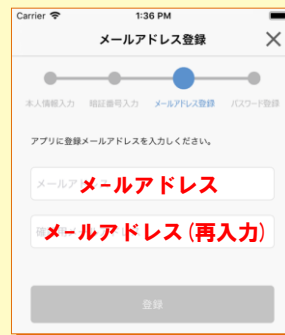 Carrier 1:36 PM
メールアドレス登録
本人情報入力 暗証番号入力 メールアドレス登録 パスワード登録
アプリに登録メールアドレスを入力しください。
メールアドレス
メールアドレス(再入力)
登録